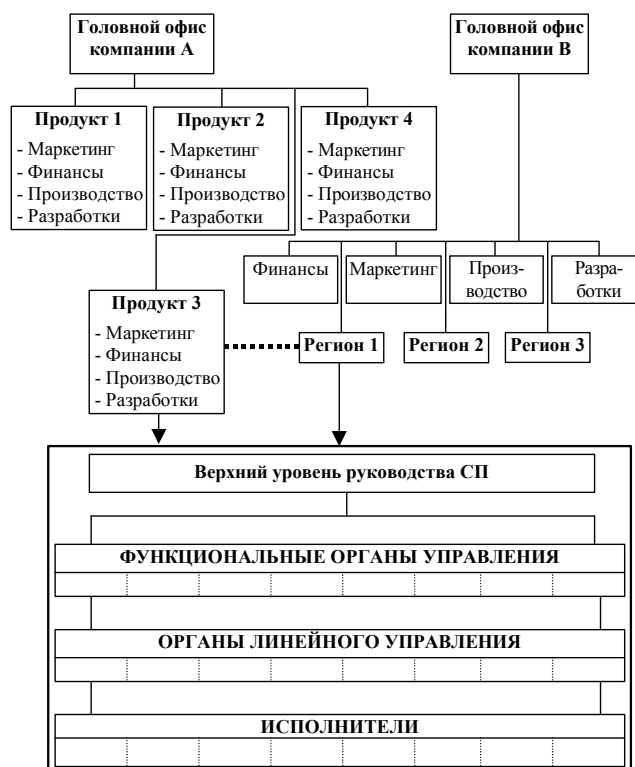 Головной офис
компании А
Головной офис
компании В
Продукт 1
- Маркетинг
- Финансы
- Производство
- Разработки
Продукт 2
- Маркетинг
- Финансы
- Производство
- Разработки
Продукт 4
- Маркетинг
- Финансы
- Производство
- Разработки
Финансы
Маркетинг
Произ-
водство
Разра-
ботки
Продукт 3
- Маркетинг
- Финансы
- Производство
- Разработки
Регион 1
Регион 2
Регион 3
Верхний уровень руководства СП
ФУНКЦИОНАЛЬНЫЕ ОРГАНЫ УПРАВЛЕНИЯ
ОРГАНЫ ЛИНЕЙНОГО УПРАВЛЕНИЯ
ИСПОЛНИТЕЛИ